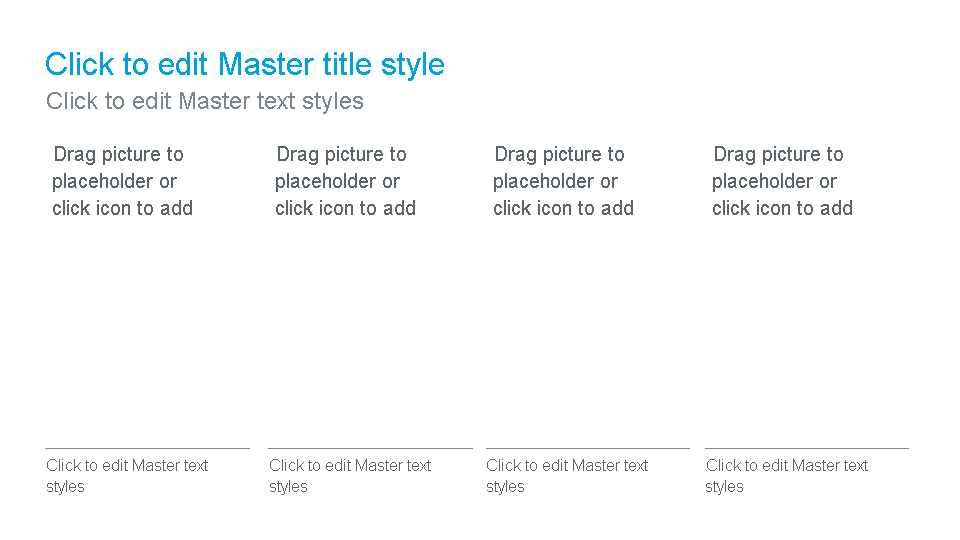 Click to edit Master title style
Click to edit Master text styles
Drag picture to
placeholder or
click icon to add
Drag picture to
placeholder or
click icon to add
Drag picture to
placeholder or
click icon to add
Drag picture to
placeholder or
click icon to add
Click to edit Master text
styles
Click to edit Master text
styles
Click to edit Master text
styles
Click to edit Master text
styles